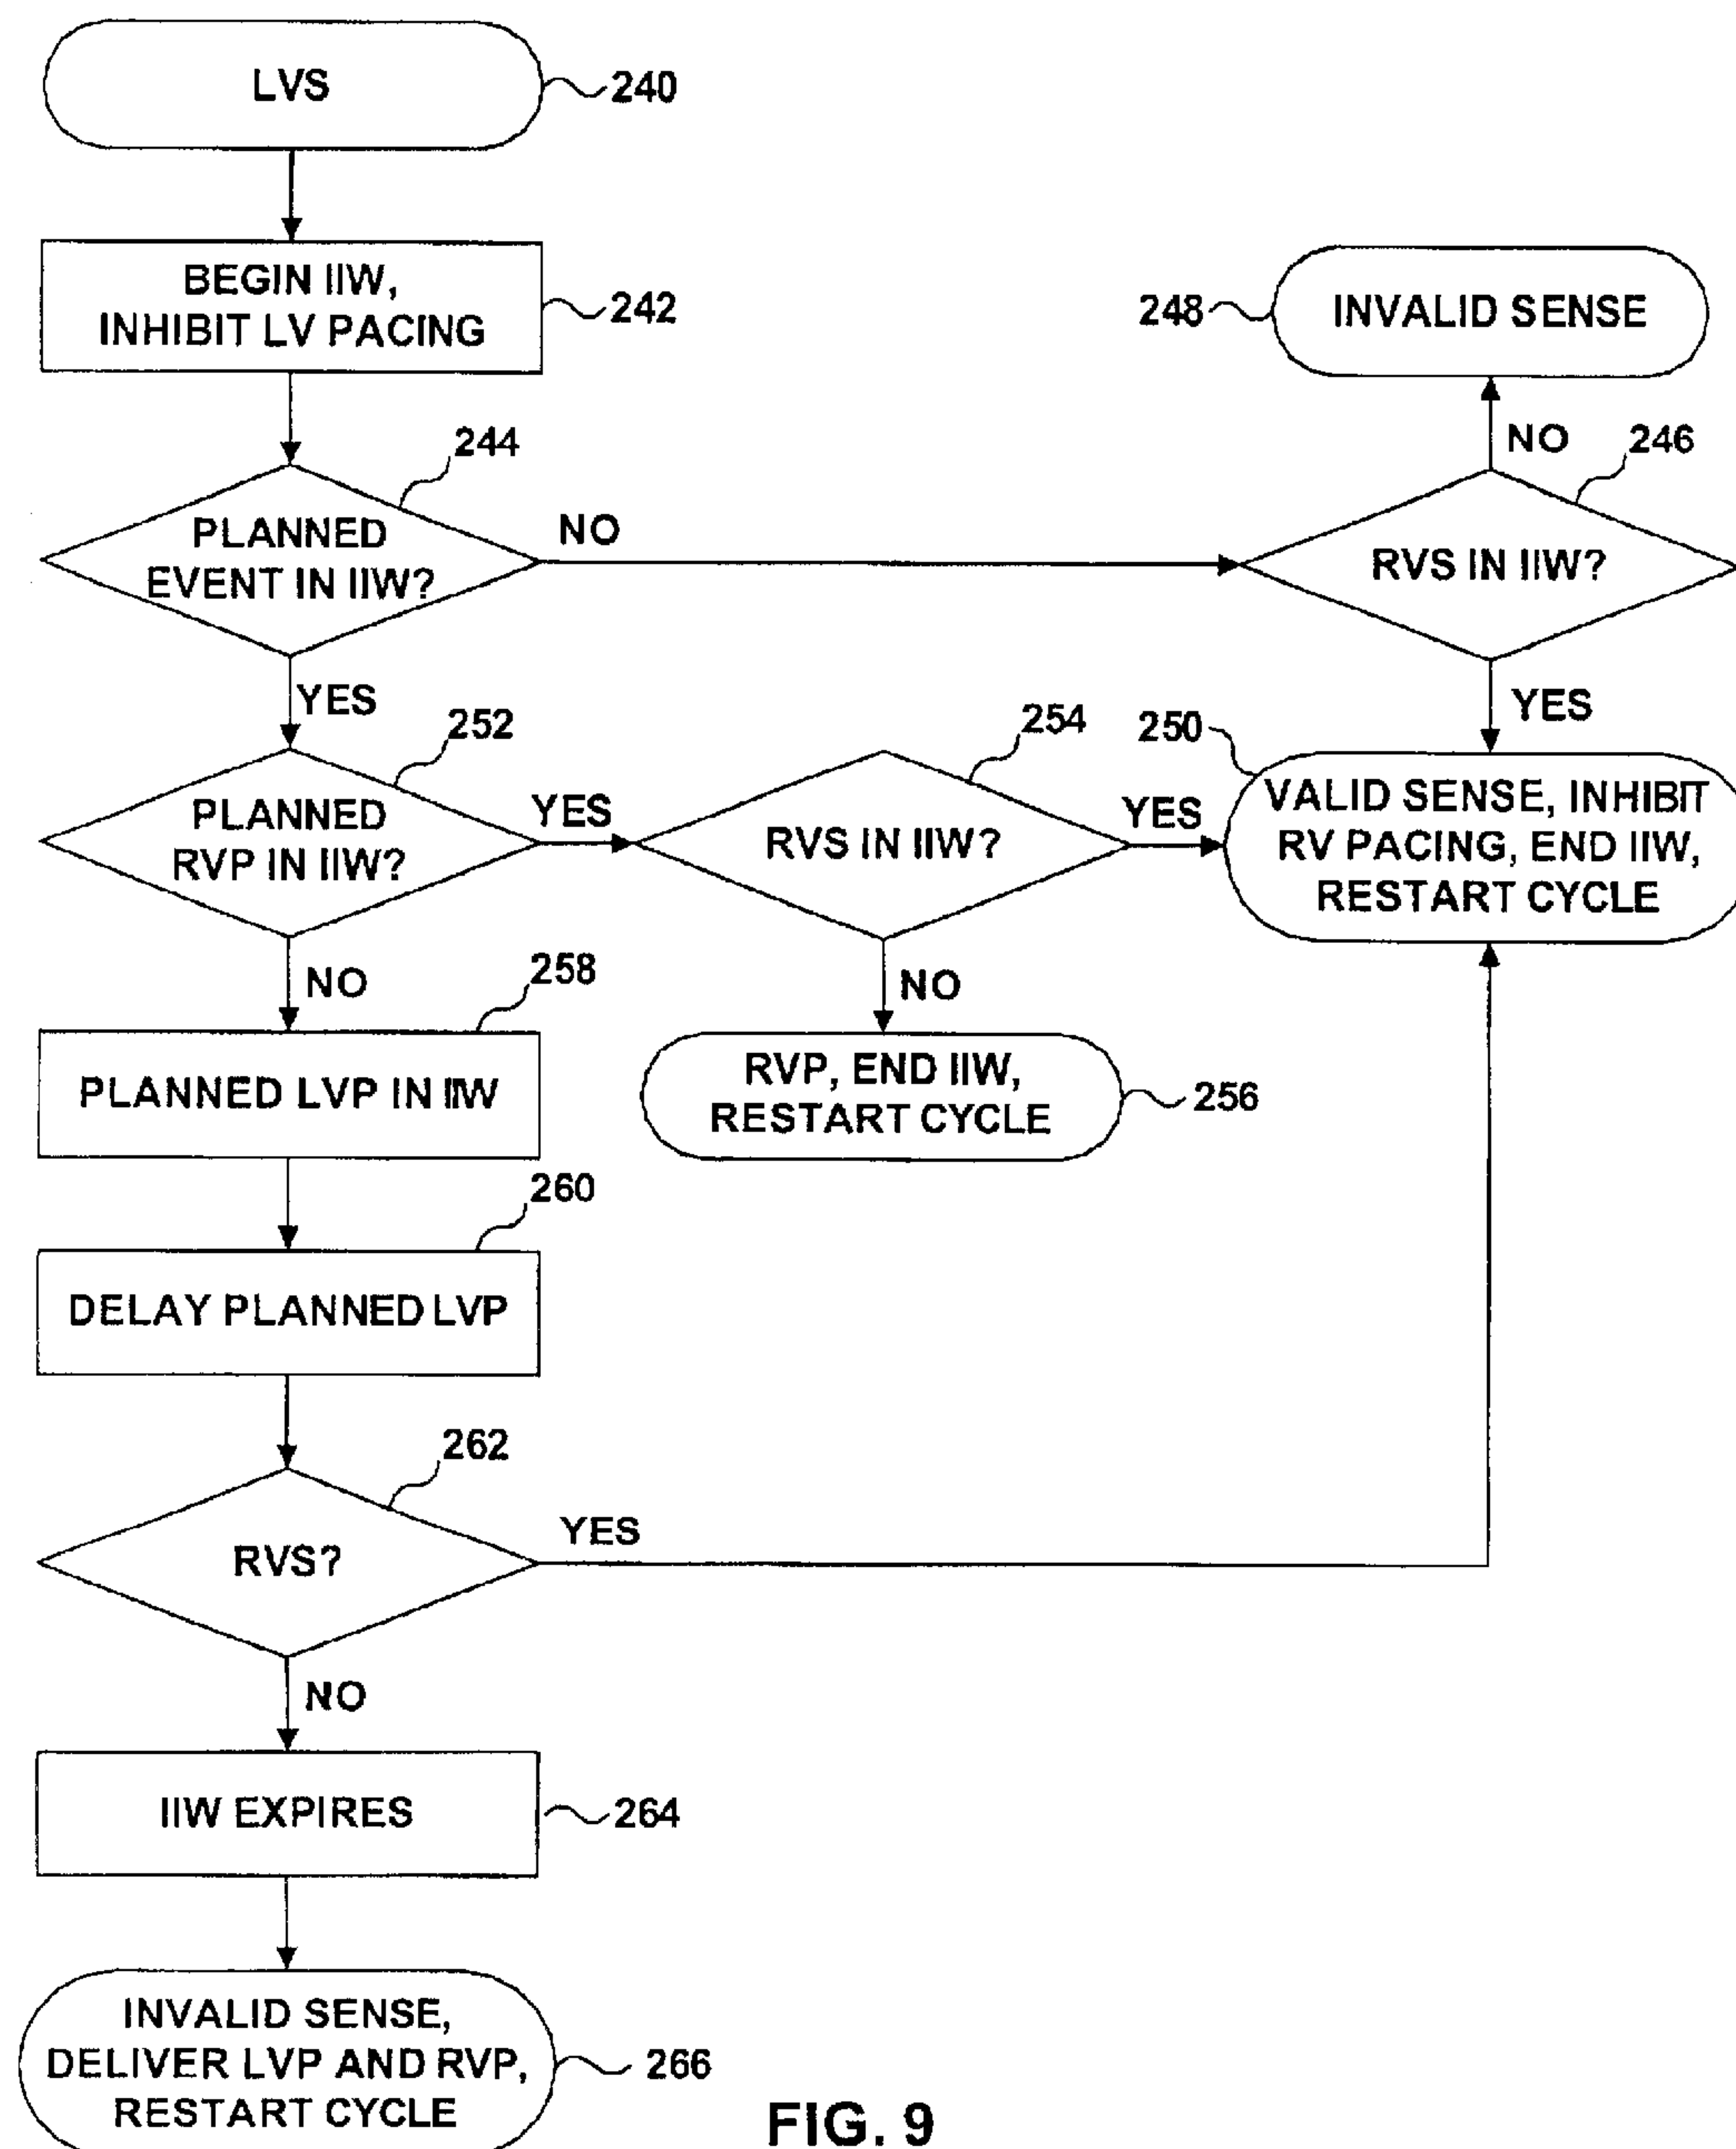 LVS
240
BEGIN IIW,
INHIBIT LV PACING
242
248
INVALID SENSE
244
NO
246
PLANNED
EVENT IN IIW?
NO
RVS IN IIW?
YES
YES
252
254
250
PLANNED
RVP IN IIW?
YES
RVS IN IIW?
YES
VALID SENSE, INHIBIT
RV PACING, END IIW,
RESTART CYCLE
NO
258
NO
PLANNED LVP IN IIW
RVP, END IIW,
RESTART CYCLE
256
260
DELAY PLANNED LVP
262
YES
RVS?
NO
IIW EXPIRES
264
INVALID SENSE,
DELIVER LVP AND RVP,
RESTART CYCLE
266
FIG. 9